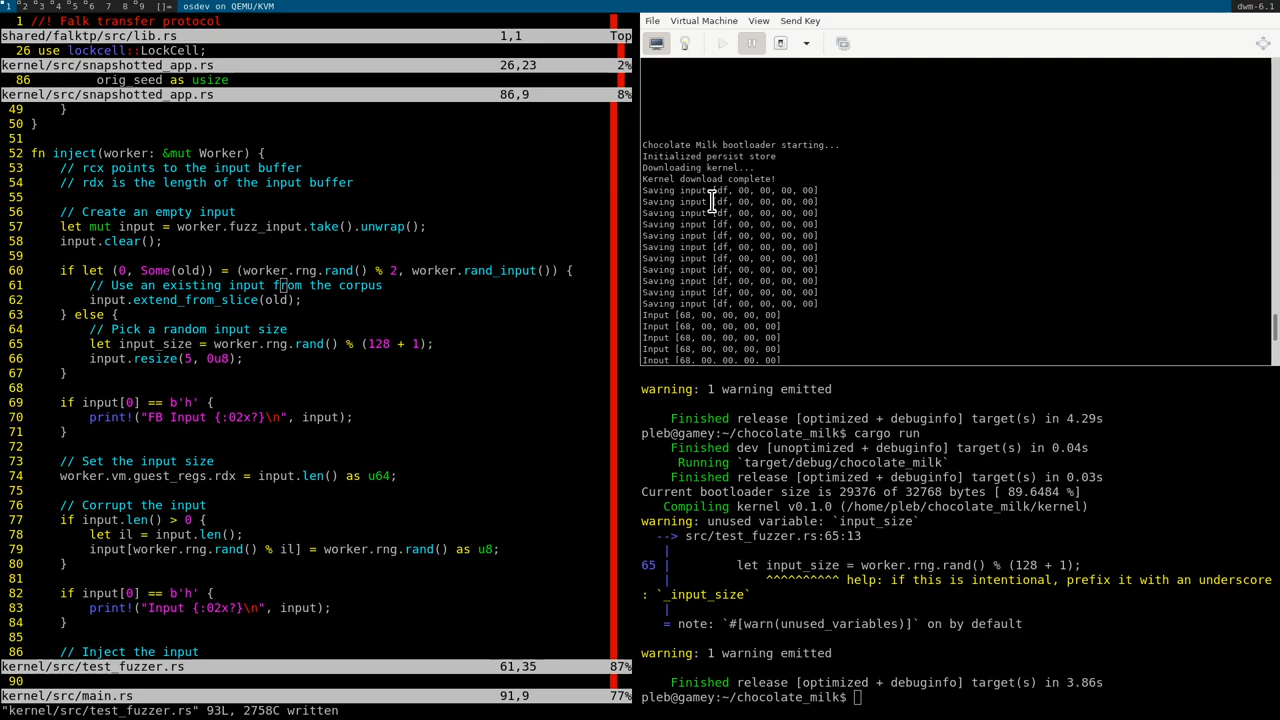 1 2 3 4 5 6 7 8 9 []= osdev on QEMU/KVM dwm-6.1
1 //! Falk transfer protocol
shared/falktp/src/lib.rs 1,1 Top
26 use lockcell::LockCell;
kernel/src/snapshotted_app.rs 26,23 2%
86 orig_seed as usize
kernel/src/snapshotted_app.rs 86,9 8%
49 }
50 }
51
52 fn inject(worker: &mut Worker) {
53 // rcx points to the input buffer
54 // rdx is the length of the input buffer
55
56 // Create an empty input
57 let mut input = worker.fuzz_input.take().unwrap();
58 input.clear();
59
60 if let (0, Some(old)) = (worker.rng.rand() % 2, worker.rand_input()) {
61 // Use an existing input from the corpus
62 input.extend_from_slice(old);
63 } else {
64 // Pick a random input size
65 let input_size = worker.rng.rand() % (128 + 1);
66 input.resize(5, 0u8);
67 }
68
69 if input[0] == b'h' {
70 print!("FB Input {:02x?}\n", input);
71 }
72
73 // Set the input size
74 worker.vm.guest_regs.rdx = input.len() as u64;
75
76 // Corrupt the input
77 if input.len() > 0 {
78 let il = input.len();
79 input[worker.rng.rand() % il] = worker.rng.rand() as u8;
80 }
81
82 if input[0] == b'h' {
83 print!("Input {:02x?}\n", input);
84 }
85
86 // Inject the input
kernel/src/test_fuzzer.rs 61,35 87%
90
kernel/src/main.rs 91,9 77%
"kernel/src/test_fuzzer.rs" 93L, 2758C written
File Virtual Machine View Send Key
Chocolate Milk bootloader starting...
Initialized persist store
Downloading kernel...
Kernel download complete!
Saving input [df, 00, 00, 00, 00]
Saving input [df, 00, 00, 00, 00]
Saving input [df, 00, 00, 00, 00]
Saving input [df, 00, 00, 00, 00]
Saving input [df, 00, 00, 00, 00]
Saving input [df, 00, 00, 00, 00]
Saving input [df, 00, 00, 00, 00]
Saving input [df, 00, 00, 00, 00]
Saving input [df, 00, 00, 00, 00]
Saving input [df, 00, 00, 00, 00]
Saving input [df, 00, 00, 00, 00]
Input [68, 00, 00, 00, 00]
Input [68, 00, 00, 00, 00]
Input [68, 00, 00, 00, 00]
Input [68, 00, 00, 00, 00]
Input [68, 00, 00, 00, 00]
warning: 1 warning emitted
Finished release [optimized + debuginfo] target(s) in 4.29s
pleb@gamey:~/chocolate_milk$ cargo run
Finished dev [unoptimized + debuginfo] target(s) in 0.04s
Running `target/debug/chocolate_milk`
Finished release [optimized + debuginfo] target(s) in 0.03s
Current bootloader size is 29376 of 32768 bytes [ 89.6484 %]
Compiling kernel v0.1.0 (/home/pleb/chocolate_milk/kernel)
warning: unused variable: `input_size`
--> src/test_fuzzer.rs:65:13
|
65 | let input_size = worker.rng.rand() % (128 + 1);
| ^^^^^^^^^^ help: if this is intentional, prefix it with an underscore
: `_input_size`
|
= note: `#[warn(unused_variables)]` on by default
warning: 1 warning emitted
Finished release [optimized + debuginfo] target(s) in 3.86s
pleb@gamey:~/chocolate_milk$